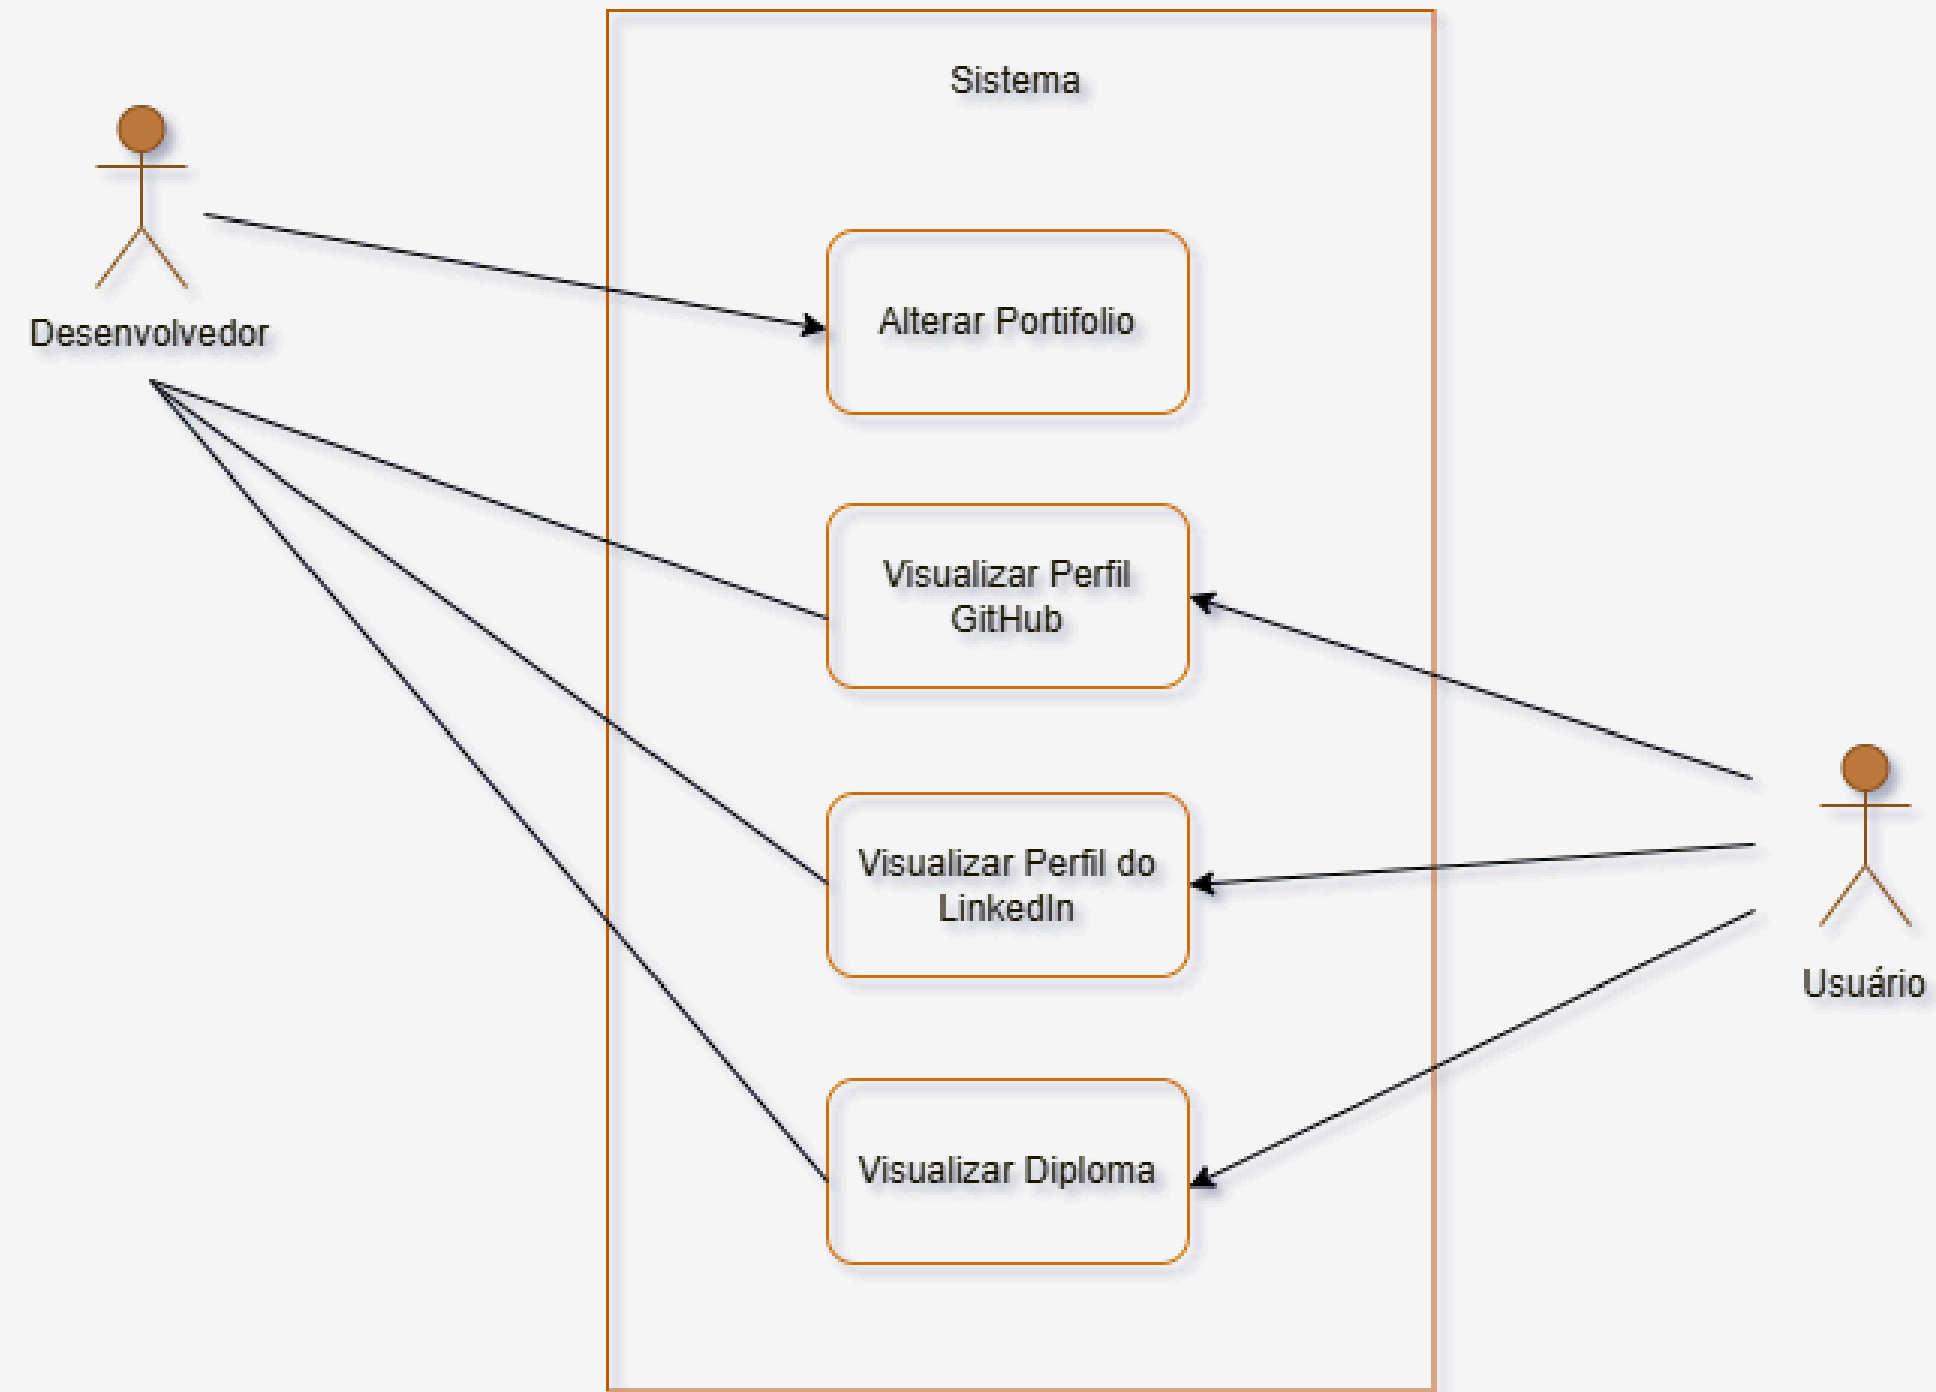 Sistema
Desenvolvedor
Alterar Portifolio
Visualizar Perfil
GitHub
Visualizar Perfil do
LinkedIn
Usuário
Visualizar Diploma